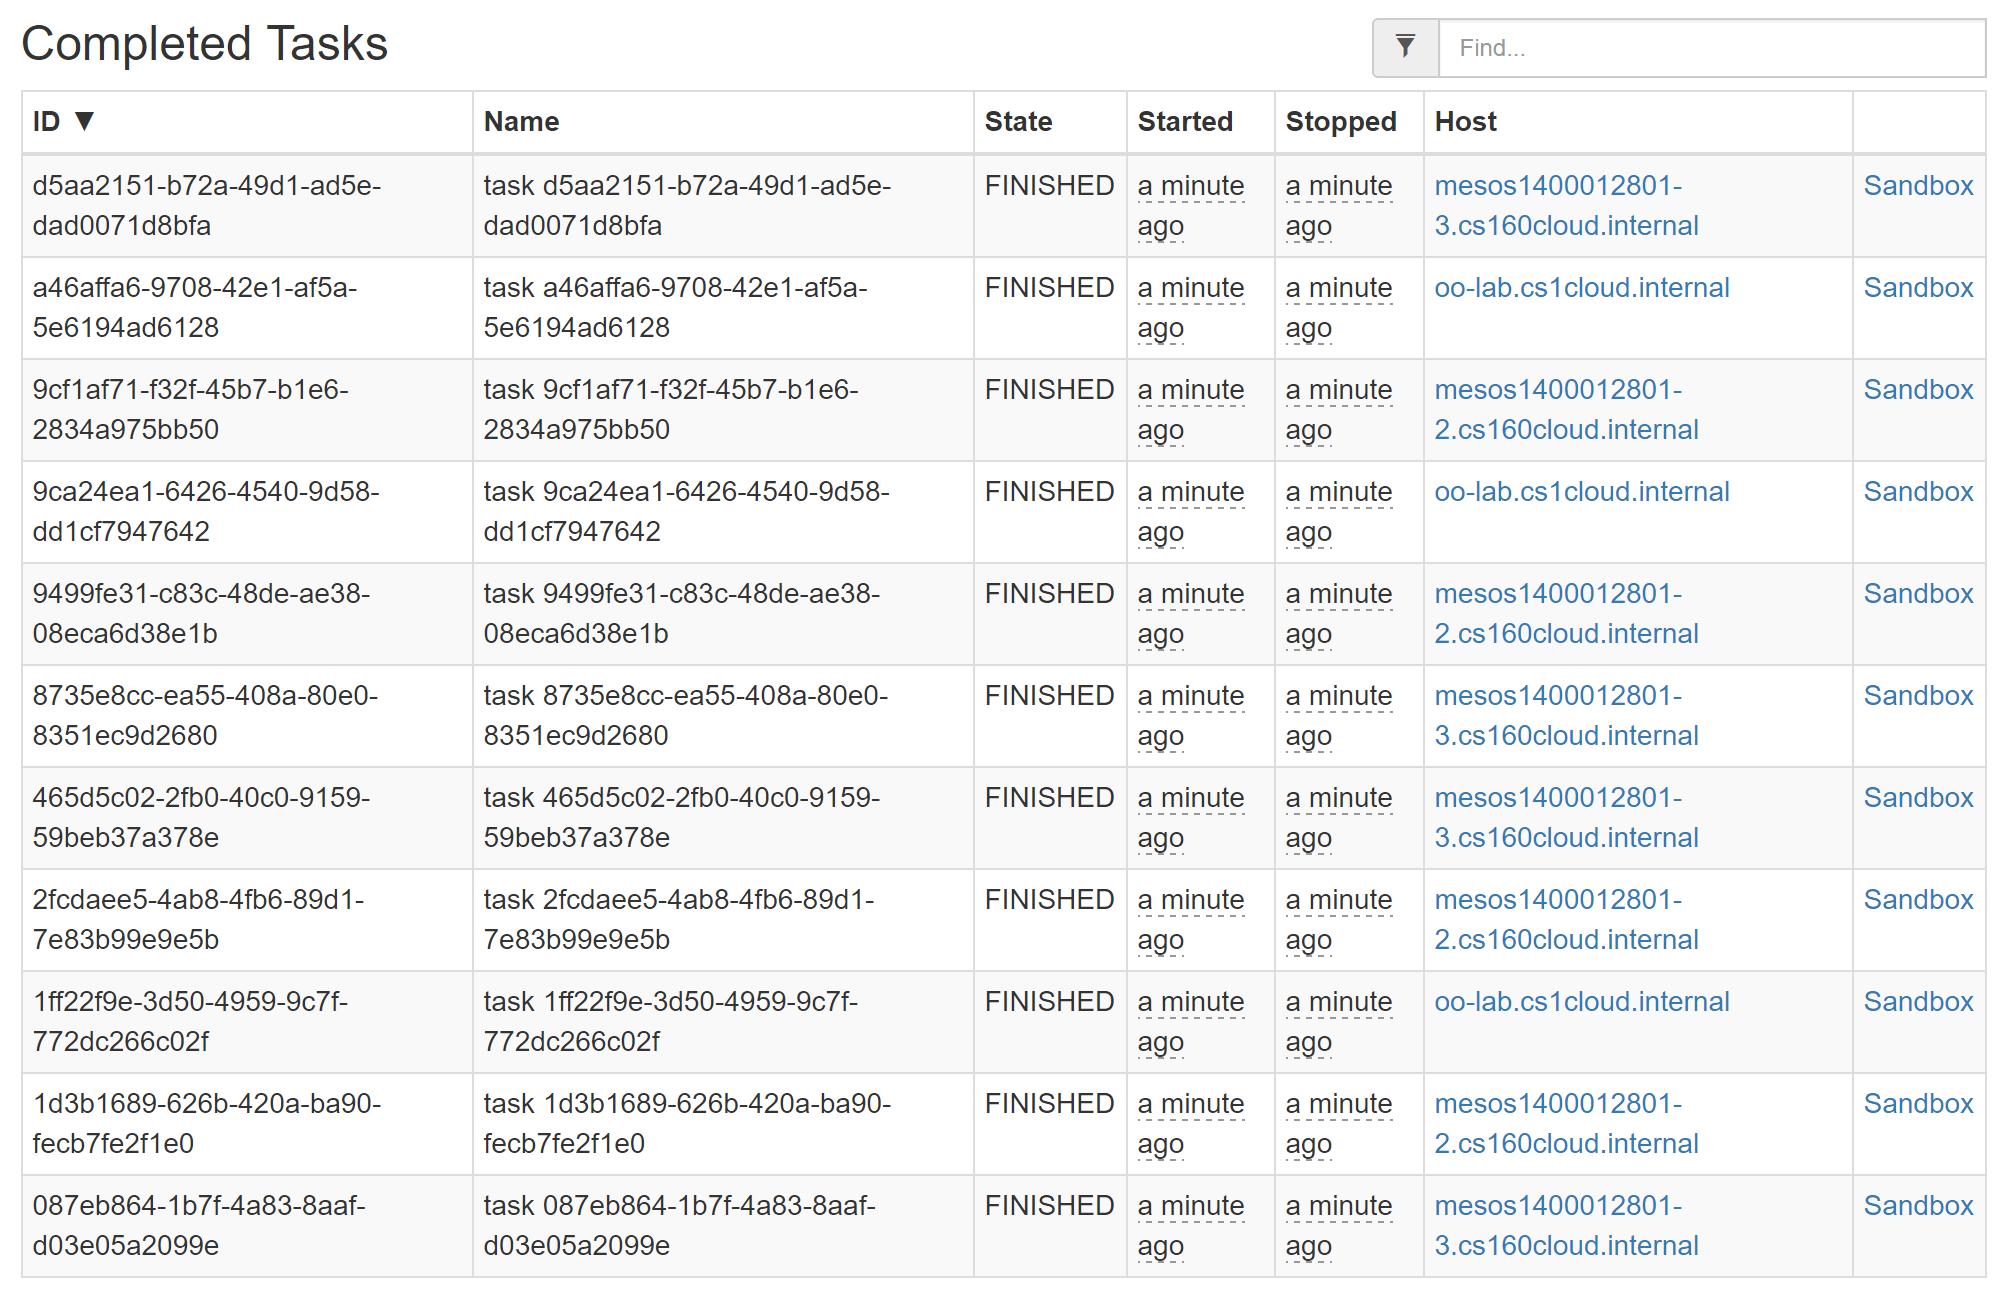 Completed Tasks
Find...
ID ▼ Name State Started Stopped Host
d5aa2151-b72a-49d1-ad5e- task d5aa2151-b72a-49d1-ad5e- FINISHED a minute a minute mesos1400012801- Sandbox
dad0071d8bfa dad0071d8bfa ago ago 3.cs160cloud.internal
a46affa6-9708-42e1-af5a- task a46affa6-9708-42e1-af5a- FINISHED a minute a minute oo-lab.cs1cloud.internal Sandbox
5e6194ad6128 5e6194ad6128 ago ago
9cf1af71-f32f-45b7-b1e6- task 9cf1af71-f32f-45b7-b1e6- FINISHED a minute a minute mesos1400012801- Sandbox
2834a975bb50 2834a975bb50 ago ago 2.cs160cloud.internal
9ca24ea1-6426-4540-9d58- task 9ca24ea1-6426-4540-9d58- FINISHED a minute a minute oo-lab.cs1cloud.internal Sandbox
dd1cf7947642 dd1cf7947642 ago ago
9499fe31-c83c-48de-ae38- task 9499fe31-c83c-48de-ae38- FINISHED a minute a minute mesos1400012801- Sandbox
08eca6d38e1b 08eca6d38e1b ago ago 2.cs160cloud.internal
8735e8cc-ea55-408a-80e0- task 8735e8cc-ea55-408a-80e0- FINISHED a minute a minute mesos1400012801- Sandbox
8351ec9d2680 8351ec9d2680 ago ago 3.cs160cloud.internal
465d5c02-2fb0-40c0-9159- task 465d5c02-2fb0-40c0-9159- FINISHED a minute a minute mesos1400012801- Sandbox
59beb37a378e 59beb37a378e ago ago 3.cs160cloud.internal
2fcdaee5-4ab8-4fb6-89d1- task 2fcdaee5-4ab8-4fb6-89d1- FINISHED a minute a minute mesos1400012801- Sandbox
7e83b99e9e5b 7e83b99e9e5b ago ago 2.cs160cloud.internal
1ff22f9e-3d50-4959-9c7f- task 1ff22f9e-3d50-4959-9c7f- FINISHED a minute a minute oo-lab.cs1cloud.internal Sandbox
772dc266c02f 772dc266c02f ago ago
1d3b1689-626b-420a-ba90- task 1d3b1689-626b-420a-ba90- FINISHED a minute a minute mesos1400012801- Sandbox
fecb7fe2f1e0 fecb7fe2f1e0 ago ago 2.cs160cloud.internal
087eb864-1b7f-4a83-8aaf- task 087eb864-1b7f-4a83-8aaf- FINISHED a minute a minute mesos1400012801- Sandbox
d03e05a2099e d03e05a2099e ago ago 3.cs160cloud.internal